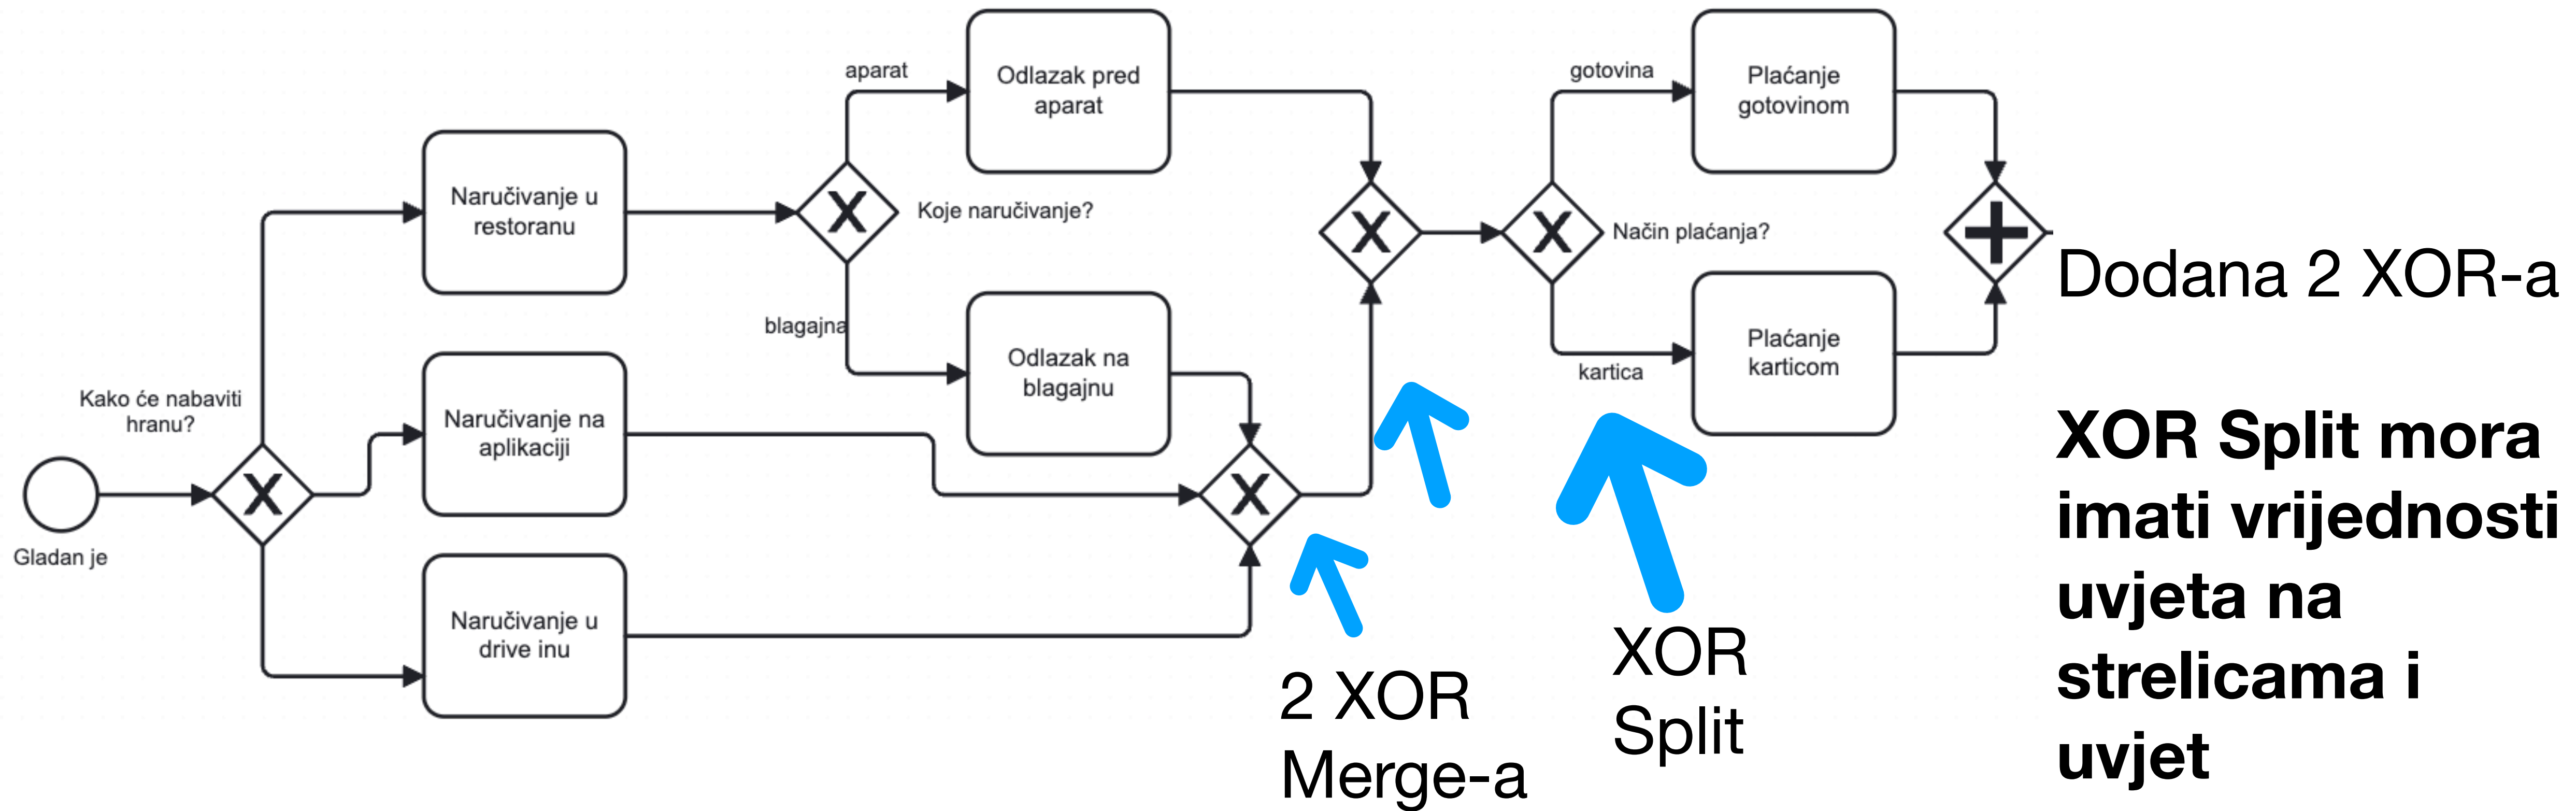 Gladan je
Kako će nabaviti
hranu?
X
Naručivanje u
restoranu
Naručivanje na
aplikaciji
Naručivanje u
drive inu
aparat
X
Koje naručivanje?
blagajna
Odlazak pred
aparat
Odlazak na
blagajnu
X
X
X
Način plaćanja?
gotovina
kartica
Plaćanje
gotovinom
Plaćanje
karticom
2 XOR
Merge-a
XOR
Split
Dodana 2 XOR-a
XOR Split mora
imati vrijednosti
uvjeta na
strelicama i
uvjet